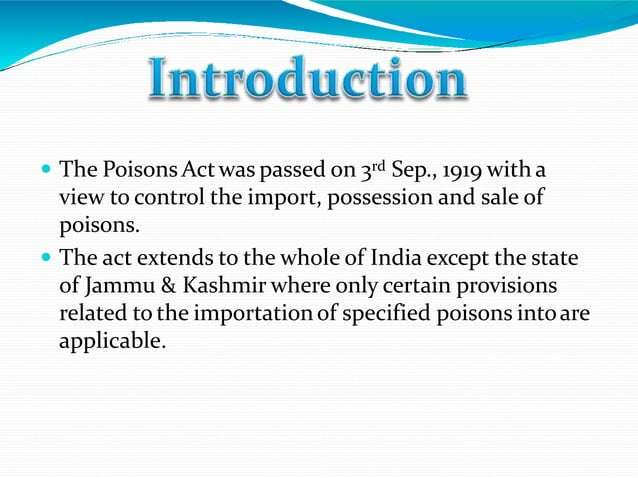 Introduction
• The Poisons Act was passed on 3rd Sep., 1919 with a
view to control the import, possession and sale of
poisons.
• The act extends to the whole of India except the state
of Jammu & Kashmir where only certain provisions
related to the importation of specified poisons into are
applicable.